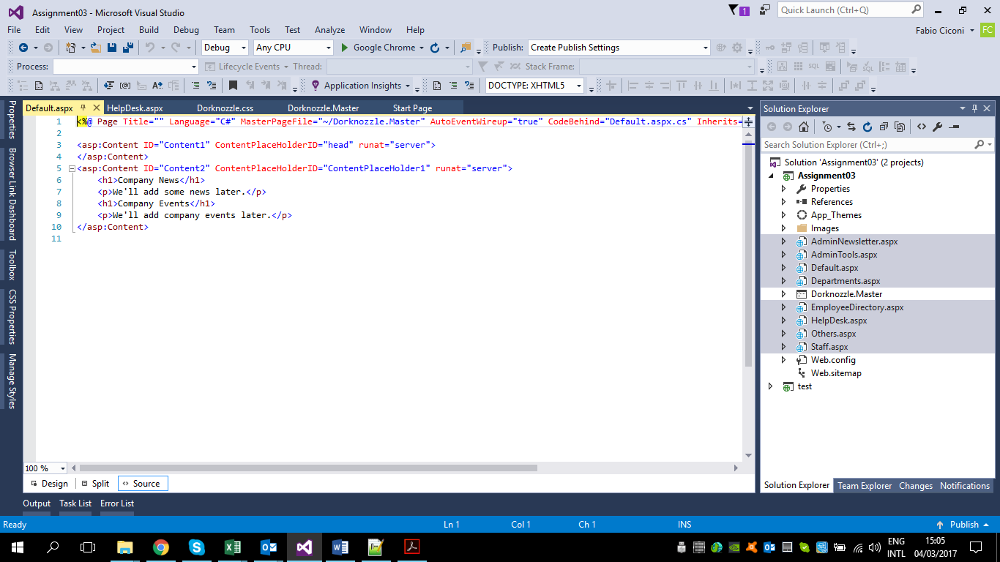 Assignment03 - Microsoft Visual Studio
1
Quick Launch (Ctrl+Q)
File Edit View Project Build Debug Team Tools Test Analyze Window Help
Fabio Ciconi
FC
Debug Any CPU Google Chrome Publish: Create Publish Settings
Process: Lifecycle Events Thread: Stack Frame:
Application Insights DOCTYPE: XHTML5
Properties
Browser Link Dashboard
Toolbox
CSS Properties
Manage Styles
Default.aspx HelpDesk.aspx Dorknozzle.css Dorknozzle.Master Start Page
1 <%@ Page Title="" Language="C#" MasterPageFile="~/Dorknozzle.Master" AutoEventWireup="true" CodeBehind="Default.aspx.cs" Inherits=
2
3 <asp:Content ID="Content1" ContentPlaceHolderID="head" runat="server">
4 </asp:Content>
5 <asp:Content ID="Content2" ContentPlaceHolderID="ContentPlaceHolder1" runat="server">
6 <h1>Company News</h1>
7 <p>We'll add some news later.</p>
8 <h1>Company Events</h1>
9 <p>We'll add company events later.</p>
10 </asp:Content>
11
100 %
Design Split Source
Solution Explorer
Search Solution Explorer (Ctrl+;)
Solution 'Assignment03' (2 projects)
Assignment03
Properties
References
App_Themes
Images
AdminNewsletter.aspx
AdminTools.aspx
Default.aspx
Departments.aspx
Dorknozzle.Master
EmployeeDirectory.aspx
HelpDesk.aspx
Others.aspx
Staff.aspx
Web.config
Web.sitemap
test
Solution Explorer Team Explorer Changes Notifications
Output Task List Error List
Ready Ln 1 Col 1 Ch 1 INS Publish
ENG
INTL
15:05
04/03/2017